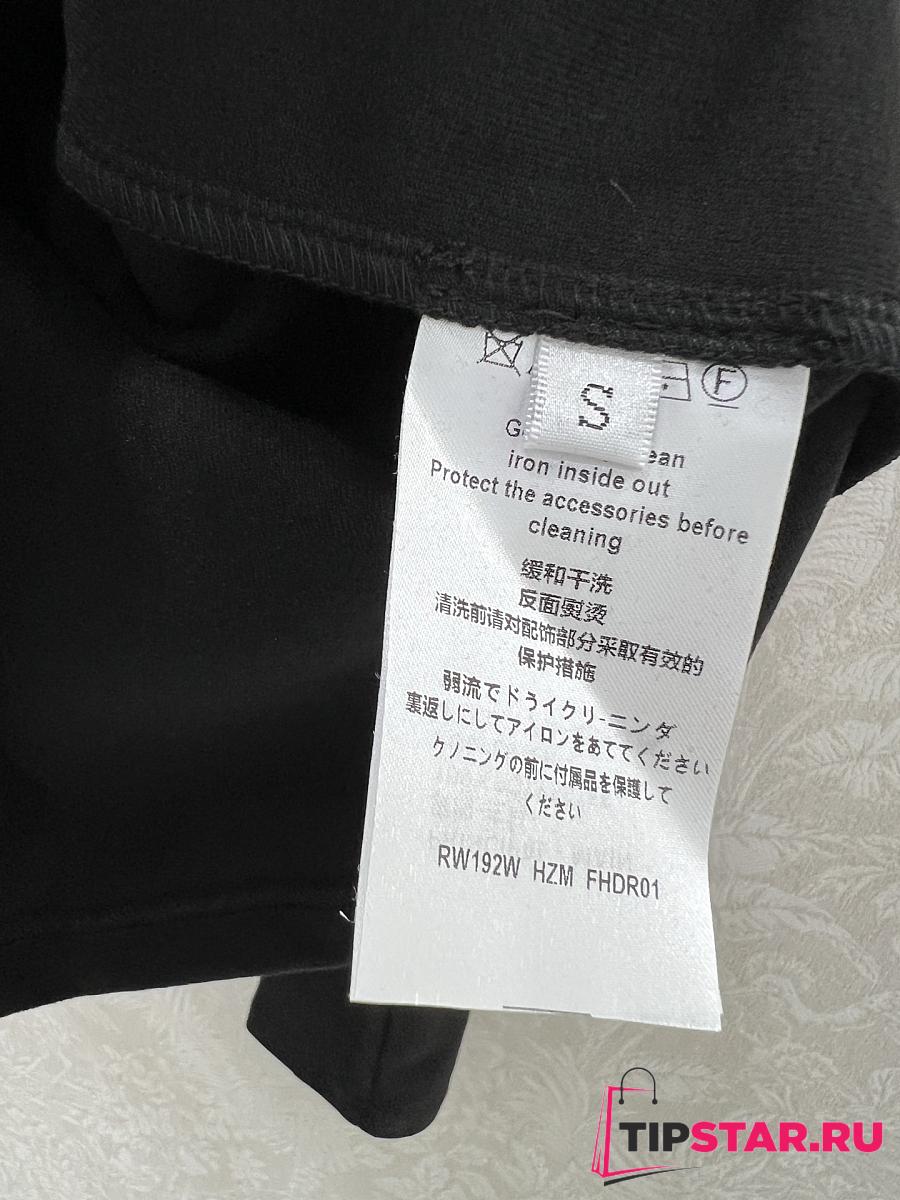 S
F
ean
iron inside out
Protect the accessories before
cleaning
缓和干洗
反面熨烫
清洗前请对配饰部分采取有效的
保护措施
弱流でドうイクリーニンダ
裏返しにしてアイロンをあててください
クノニングの前に付属品を保護して
ください
RW192W HZM FHDR01
TIPSTAR.RU